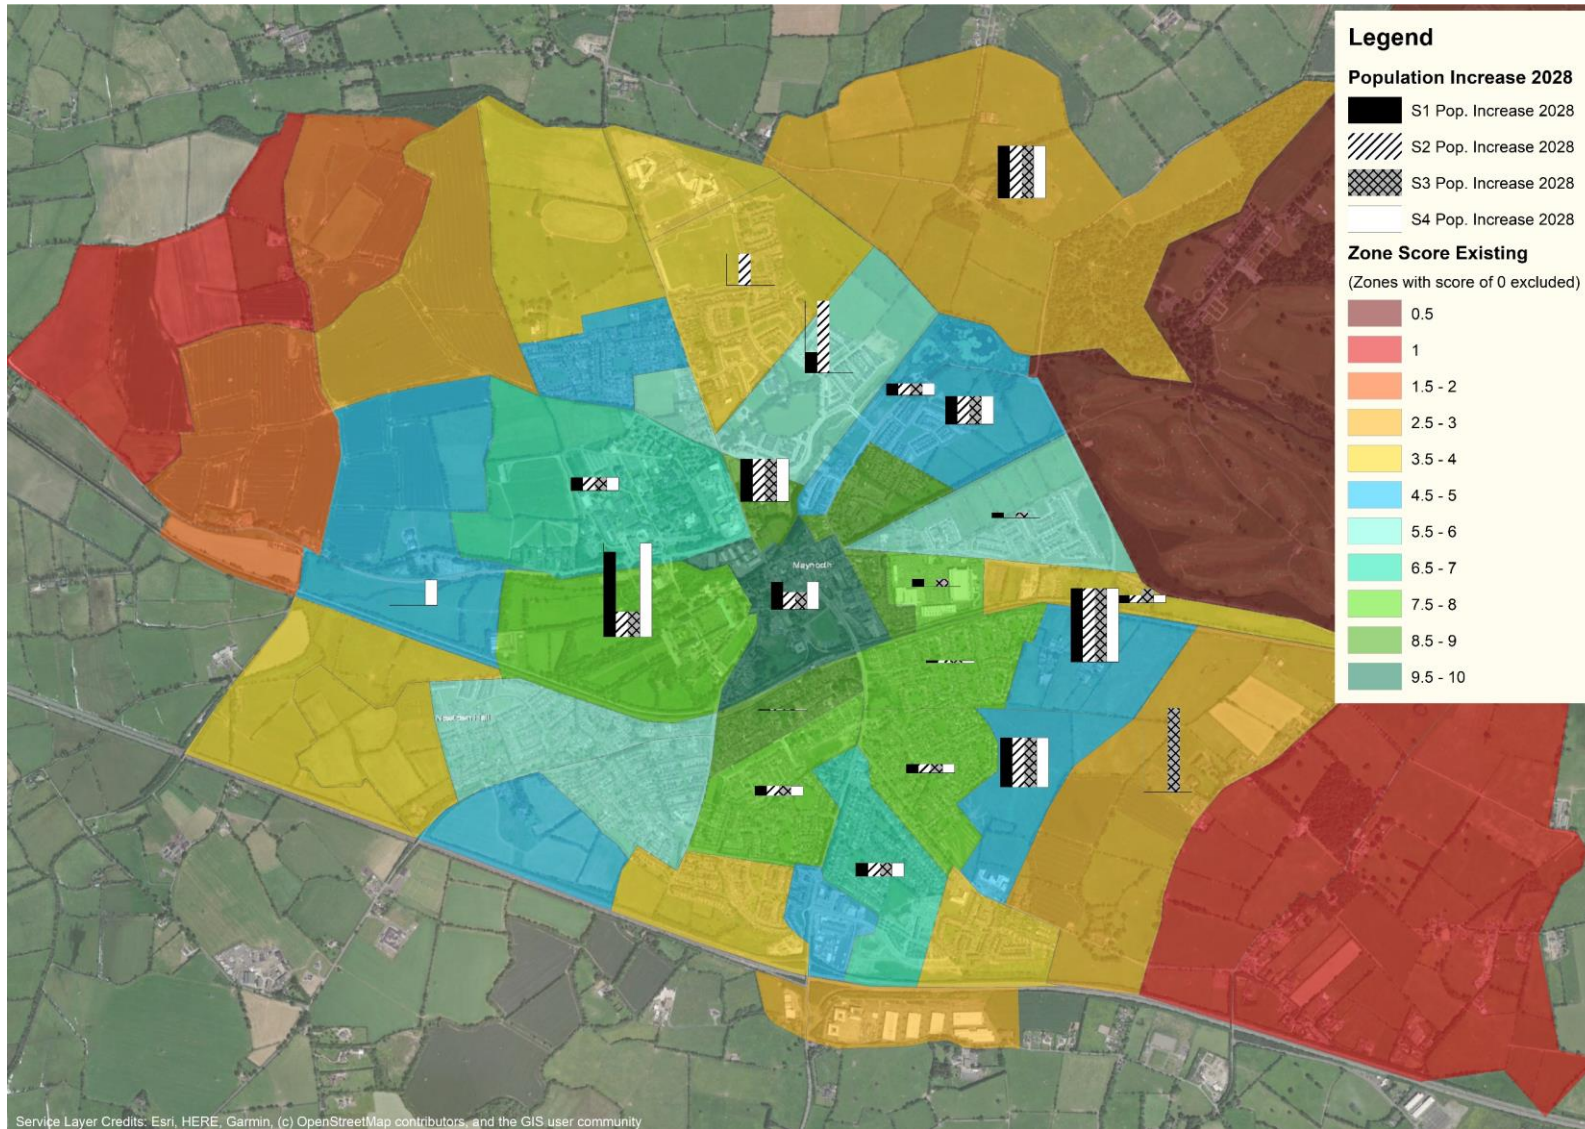 Legend
Population Increase 2028
S1 Pop. Increase 2028
S2 Pop. Increase 2028
S3 Pop. Increase 2028
S4 Pop. Increase 2028
Zone Score Existing
(Zones with score of 0 excluded)
0.5
1
1.5 - 2
2.5 - 3
3.5 - 4
4.5 - 5
5.5 - 6
6.5 - 7
7.5 - 8
8.5 - 9
9.5 - 10
Maynooth
Service Layer Credits: Esri, HERE, Garmin, (c) OpenStreetMap contributors, and the GIS user community